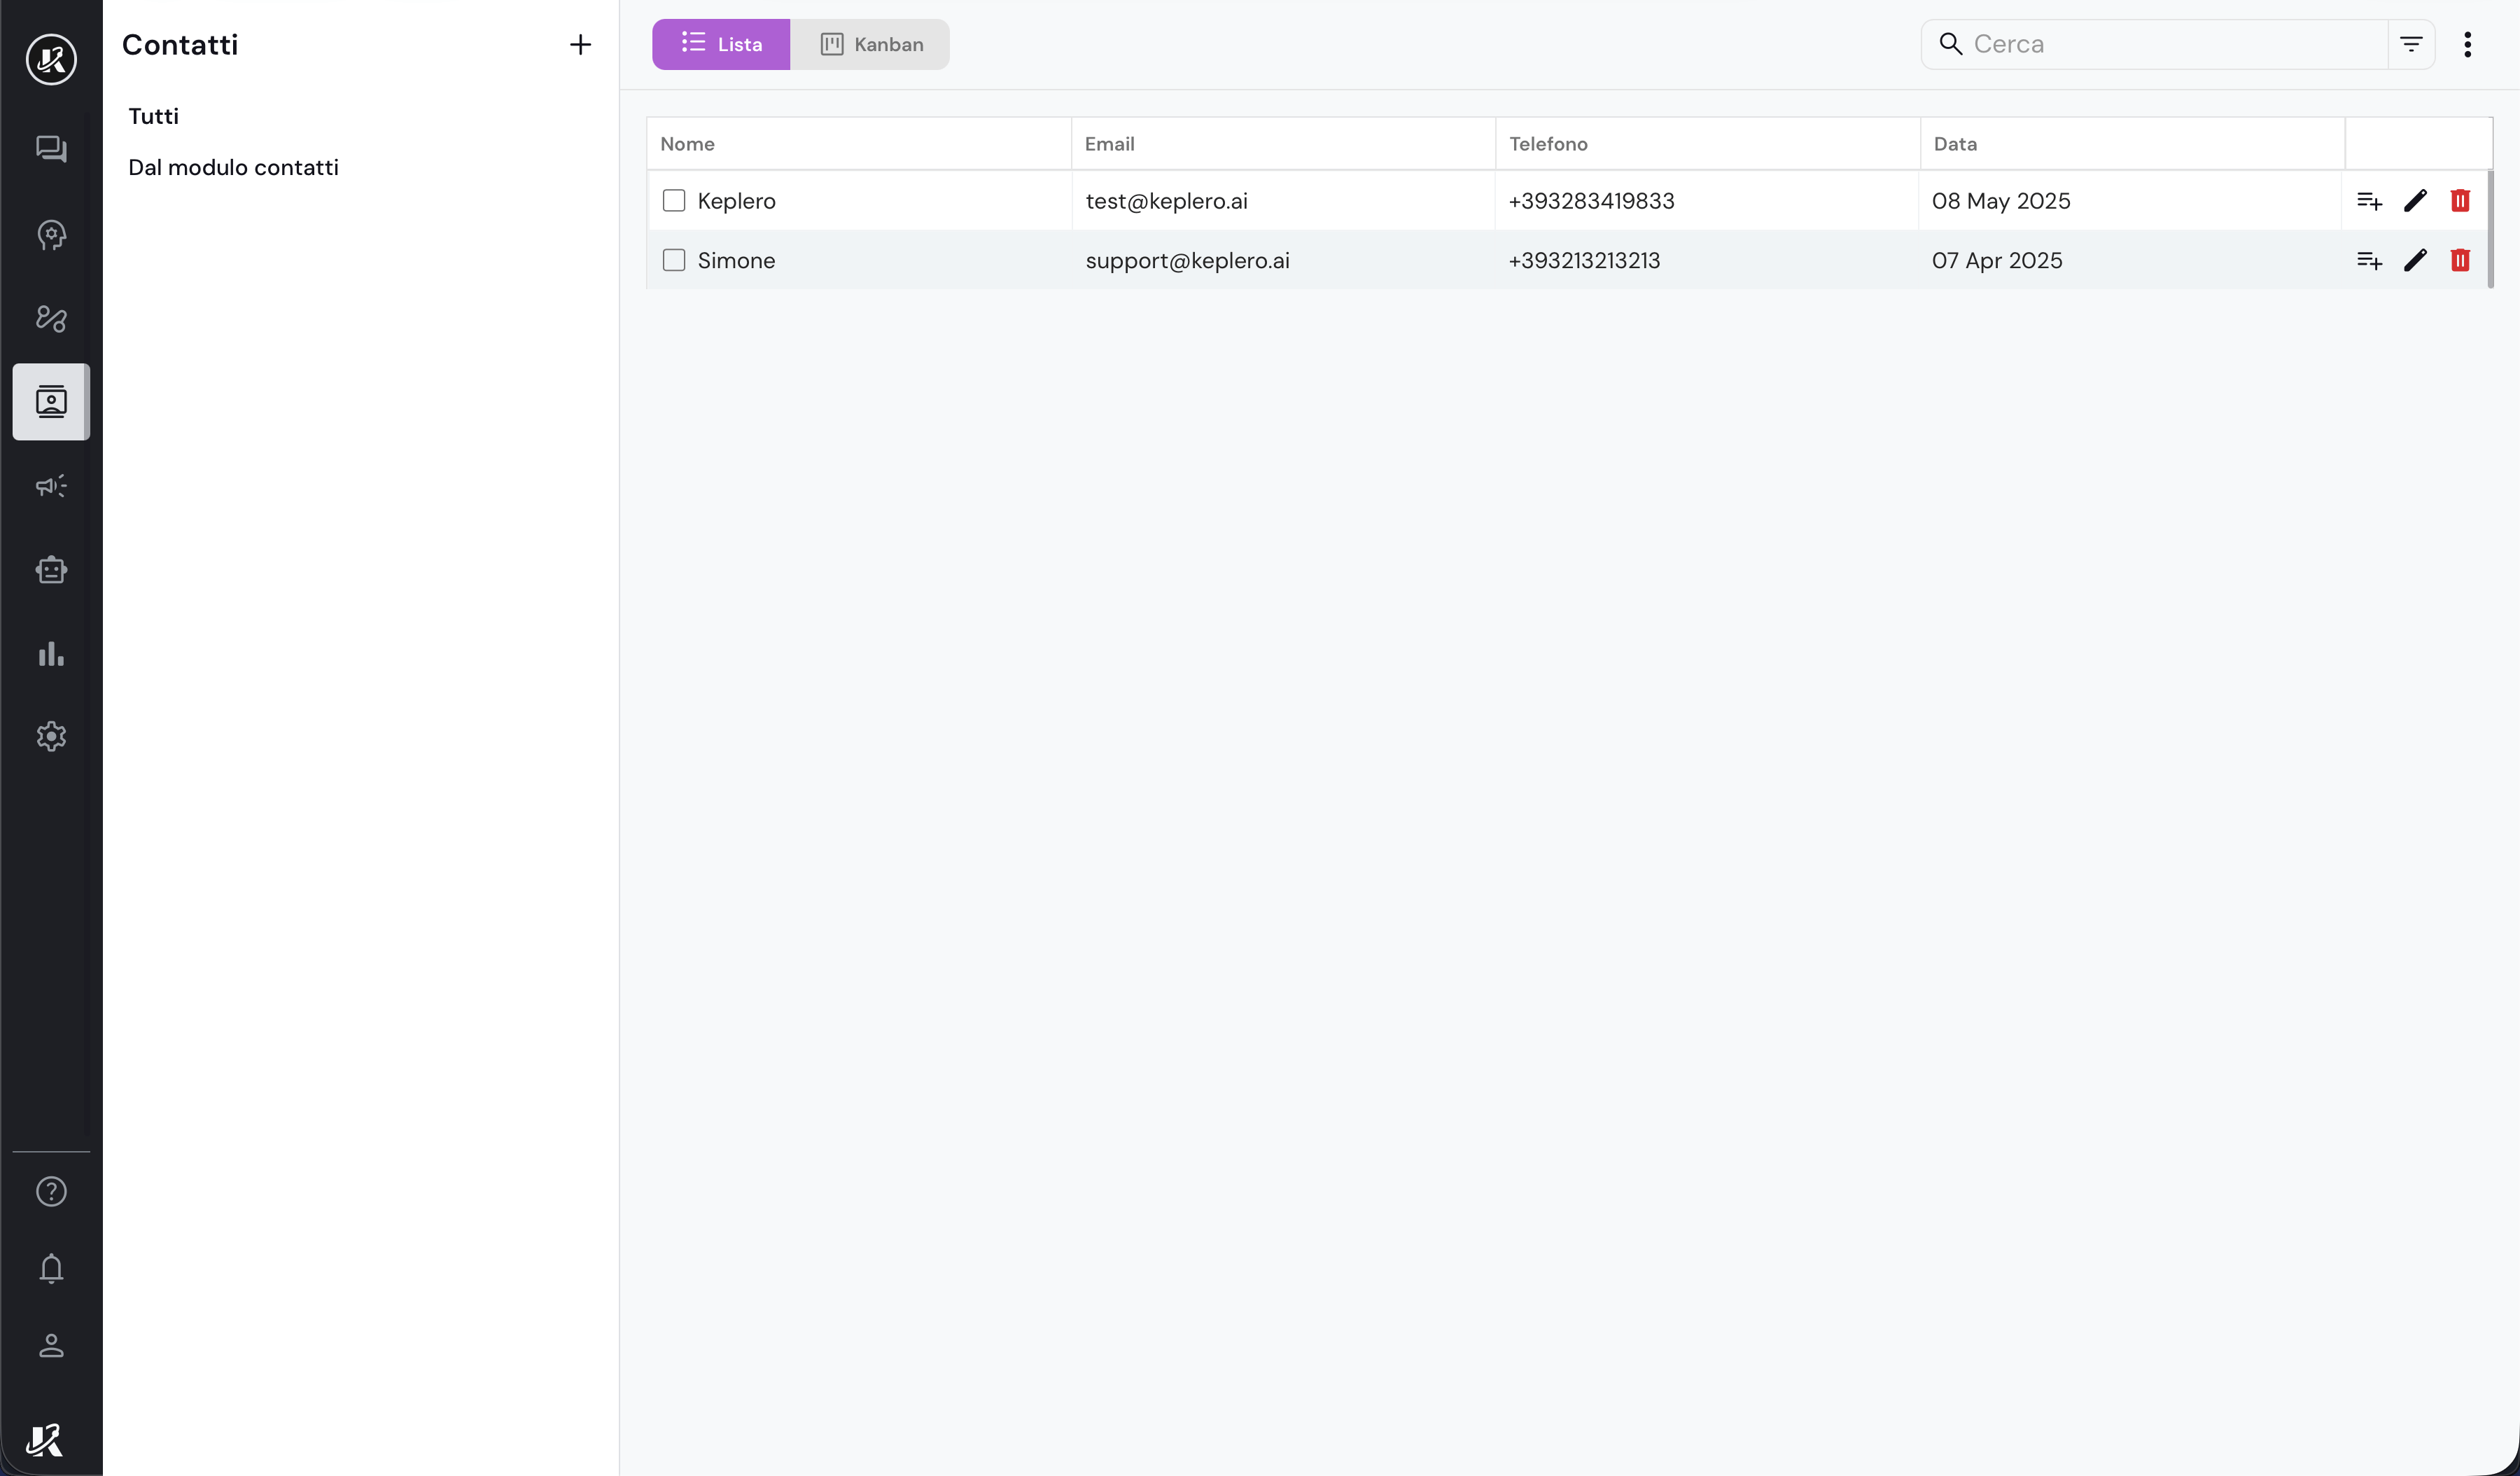 Contatti
Tutti
Dal modulo contatti
Lista
Kanban
Cerca
Nome Email Telefono Data
Keplero test@keplero.ai +393283419833 08 May 2025
Simone support@keplero.ai +393213213213 07 Apr 2025